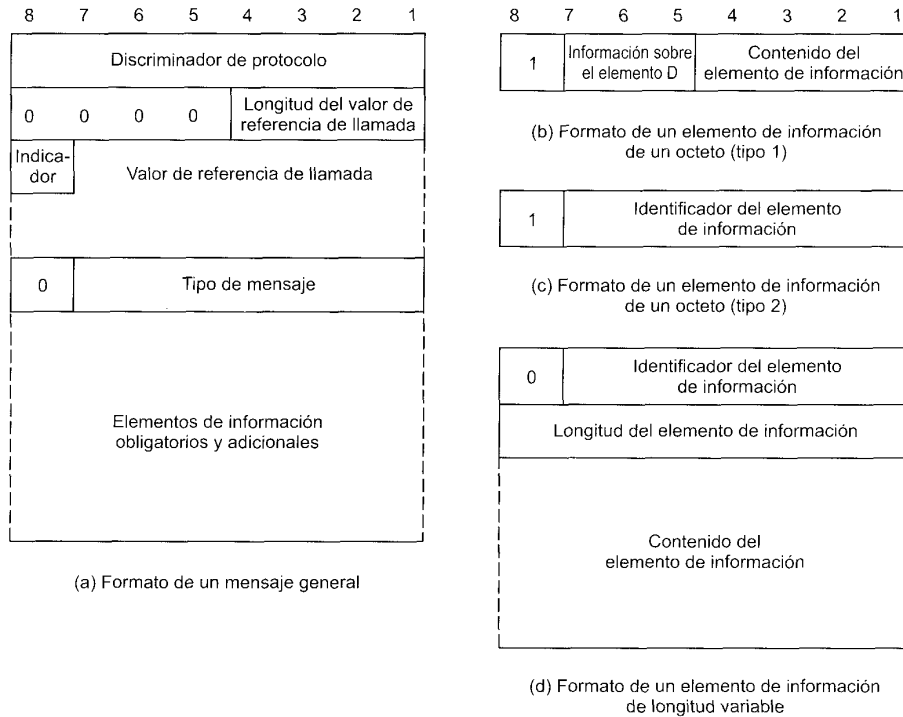 8 7 6 5 4 3 2 1
Discriminador de protocolo
0 0 0 0
Longitud del valor de
referencia de llamada
Indica-
dor
Valor de referencia de llamada
0
Tipo de mensaje
Elementos de información
obligatorios y adicionales
(a) Formato de un mensaje general
8 7 6 5 4 3 2 1
1
Información sobre
el elemento D
Contenido del
elemento de información
(b) Formato de un elemento de información
de un octeto (tipo 1)
1
Identificador del elemento
de información
(c) Formato de un elemento de información
de un octeto (tipo 2)
0
Identificador del elemento
de información
Longitud del elemento de información
Contenido del
elemento de información
(d) Formato de un elemento de información
de longitud variable